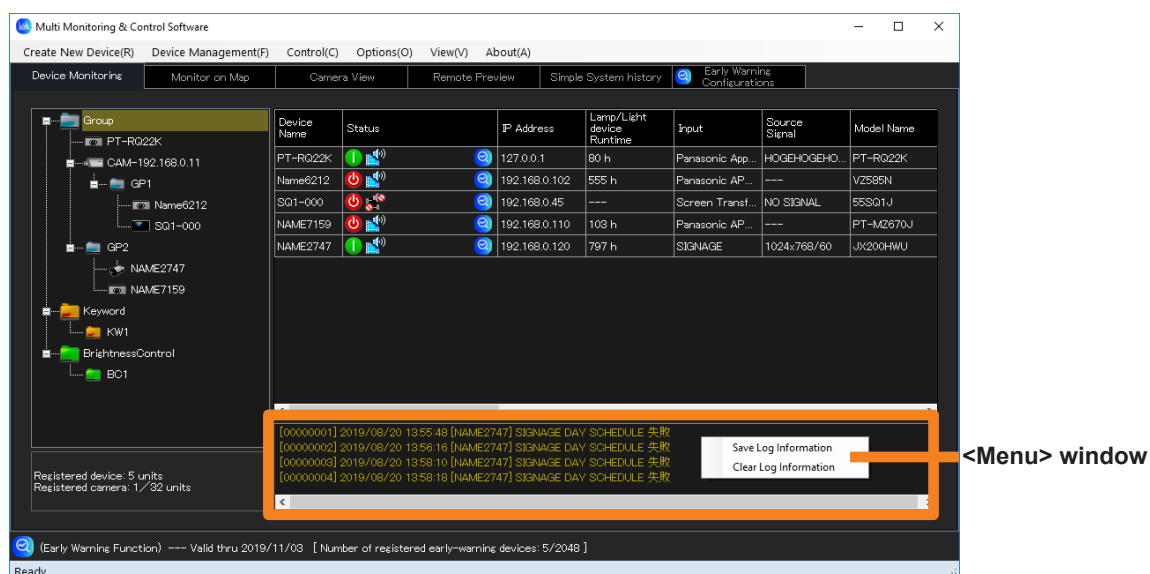 Multi Monitoring & Control Software
Create New Device(R) Device Management(F) Control(C) Options(O) View(V) About(A)
Device Monitoring Monitor on Map Camera View Remote Preview Simple System history Early Warning Configurations
Group
PT-RQ22K
CAM-192.168.0.11
GP1
Name6212
SQ1-000
GP2
NAME2747
NAME7159
Keyword
KW1
BrightnessControl
BC1
Registered device: 5 units
Registered camera: 1/32 units
Device Name Status IP Address Lamp/Light device Runtime Input Source Signal Model Name
PT-RQ22K 127.0.0.1 80 h Panasonic App... HOGEHOGEHO... PT-RQ22K
Name6212 192.168.0.102 555 h Panasonic AP... --- VZ585N
SQ1-000 192.168.0.45 --- Screen Transf... NO SIGNAL 55SQ1J
NAME7159 192.168.0.110 103 h Panasonic AP... --- PT-MZ670J
NAME2747 192.168.0.120 797 h SIGNAGE 1024x768/60 JX200HWU
[00000001] 2019/08/20 13:55:48 [NAME2747] SIGNAGE DAY SCHEDULE 失敗
[00000002] 2019/08/20 13:56:16 [NAME2747] SIGNAGE DAY SCHEDULE 失敗
[00000003] 2019/08/20 13:58:10 [NAME2747] SIGNAGE DAY SCHEDULE 失敗
[00000004] 2019/08/20 13:58:18 [NAME2747] SIGNAGE DAY SCHEDULE 失敗
Save Log Information
Clear Log Information
<Menu> window
(Early Warning Function) --- Valid thru 2019/11/03 [ Number of registered early-warning devices: 5/2048 ]
Ready